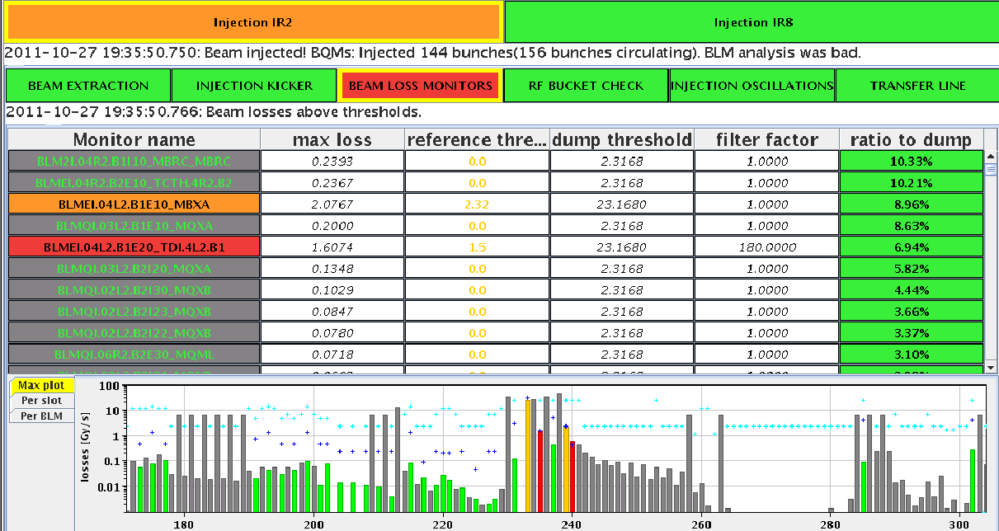 Injection IR2 Injection IR8
2011-10-27 19:35:50.750: Beam injected! BQMs: Injected 144 bunches(156 bunches circulating). BLM analysis was bad.
BEAM EXTRACTION INJECTION KICKER BEAM LOSS MONITORS RF BUCKET CHECK INJECTION OSCILLATIONS TRANSFER LINE
2011-10-27 19:35:50.766: Beam losses above thresholds.
Monitor name max loss reference thre... dump threshold filter factor ratio to dump
BLM2I.04R2.B1I10_MBRC_MBRC 0.2393 0.0 2.3168 1.0000 10.33%
BLMEI.04R2.B2E10_TCTH.4R2.B2 0.2367 0.0 2.3168 1.0000 10.21%
BLMEI.04L2.B1E10_MBXA 2.0767 2.32 23.1680 1.0000 8.96%
BLMQI.03L2.B1E10_MQXA 0.2000 0.0 2.3168 1.0000 8.63%
BLMEI.04L2.B1E20_TDI.4L2.B1 1.6074 1.5 23.1680 180.0000 6.94%
BLMQI.03L2.B2I20_MQXA 0.1348 0.0 2.3168 1.0000 5.82%
BLMQI.02L2.B2I30_MQXB 0.1029 0.0 2.3168 1.0000 4.44%
BLMQI.02L2.B2I23_MQXB 0.0847 0.0 2.3168 1.0000 3.66%
BLMQI.02L2.B2I22_MQXB 0.0780 0.0 2.3168 1.0000 3.37%
BLMQI.06R2.B2E30_MQML 0.0718 0.0 2.3168 1.0000 3.10%
Max plot
Per slot
Per BLM
losses [Gy/s]
100
10
1
0.1
0.01
180 200 220 240 260 280 300